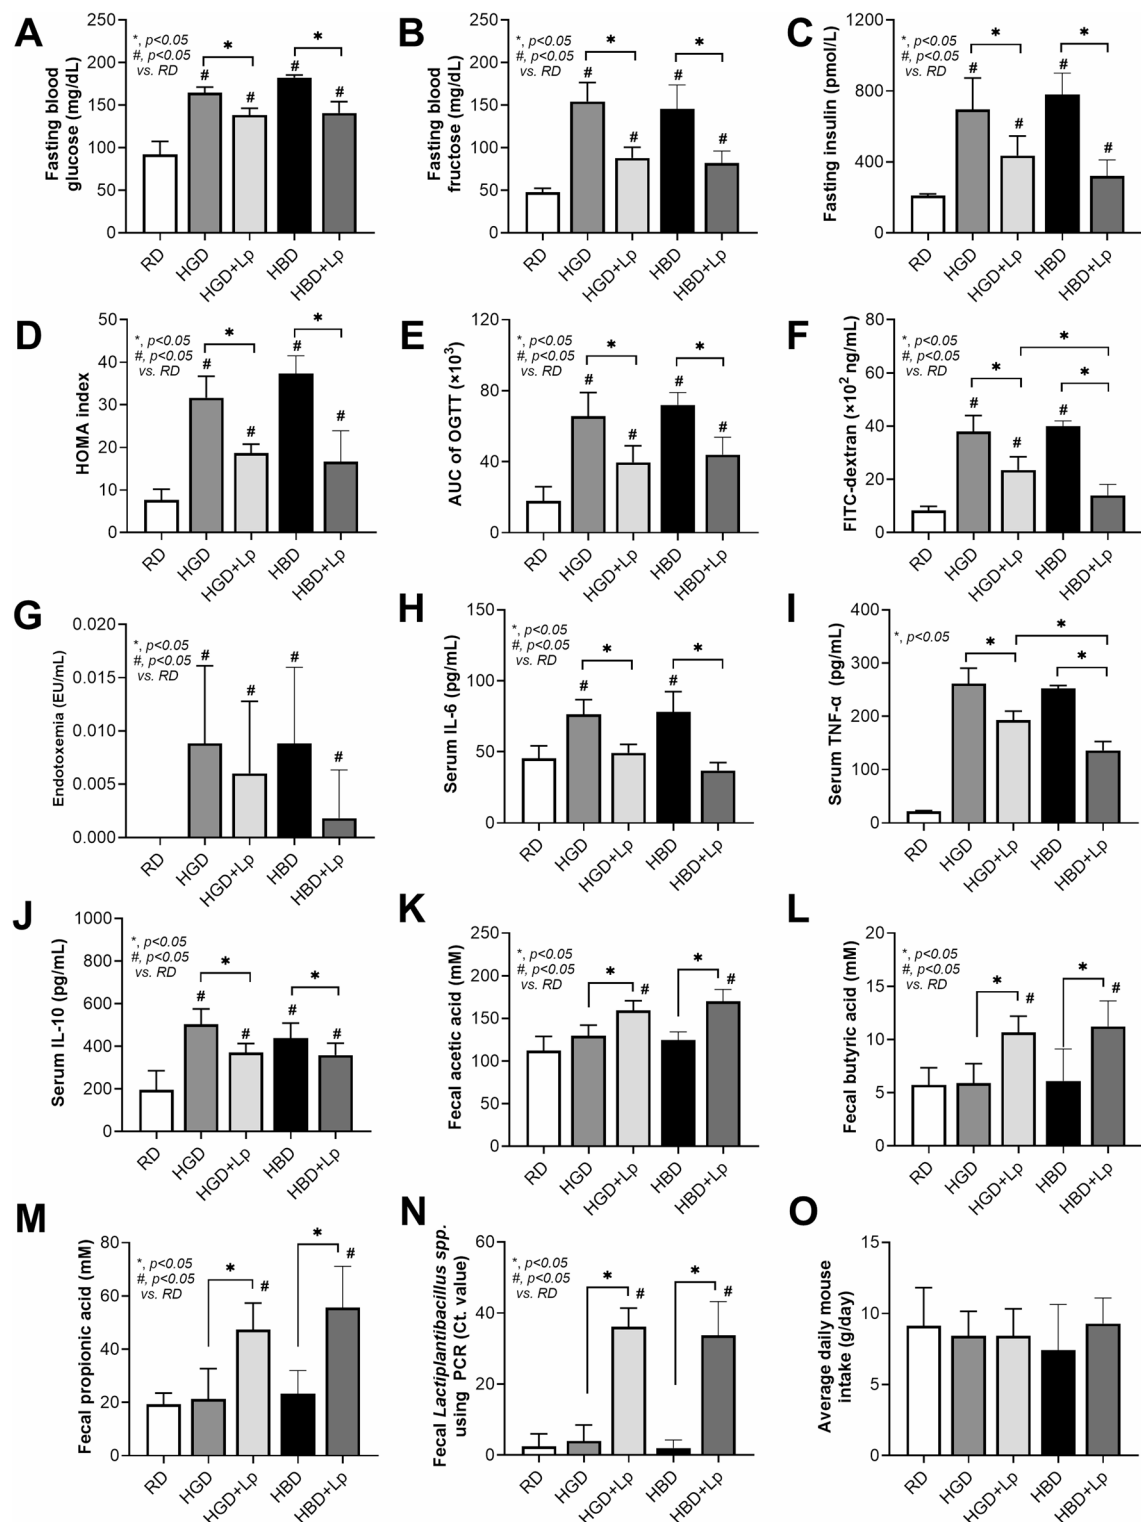 A
Fasting blood
glucose (mg/dL)
*, p<0.05
#, p<0.05
vs. RD
250
200
150
100
50
0
# # # #
* *
RD HGD HGD+Lp HBD HBD+Lp
B
Fasting blood
fructose (mg/dL)
*, p<0.05
#, p<0.05
vs. RD
200
150
100
50
0
# # # #
* *
RD HGD HGD+Lp HBD HBD+Lp
C
Fasting insulin (pmol/L)
*, p<0.05
#, p<0.05
vs. RD
1200
800
400
0
# # # #
* *
RD HGD HGD+Lp HBD HBD+Lp
D
HOMA index
*, p<0.05
#, p<0.05
vs. RD
50
40
30
20
10
0
# # # #
* *
RD HGD HGD+Lp HBD HBD+Lp
E
AUC of OGTT (×10³)
*, p<0.05
#, p<0.05
vs. RD
120
80
40
0
# # # #
* *
RD HGD HGD+Lp HBD HBD+Lp
F
FITC-dextran (×10² ng/mL)
*, p<0.05
#, p<0.05
vs. RD
80
60
40
20
0
# # #
* * *
RD HGD HGD+Lp HBD HBD+Lp
G
Endotoxemia (EU/mL)
*, p<0.05
#, p<0.05
vs. RD
0.020
0.015
0.010
0.005
0.000
# # # #
RD HGD HGD+Lp HBD HBD+Lp
H
Serum IL-6 (pg/mL)
*, p<0.05
#, p<0.05
vs. RD
150
100
50
0
# #
* *
RD HGD HGD+Lp HBD HBD+Lp
I
Serum TNF-α (pg/mL)
*, p<0.05
400
300
200
100
0
* * *
RD HGD HGD+Lp HBD HBD+Lp
J
Serum IL-10 (pg/mL)
*, p<0.05
#, p<0.05
vs. RD
1000
800
600
400
200
0
# # # #
* *
RD HGD HGD+Lp HBD HBD+Lp
K
Fecal acetic acid (mM)
*, p<0.05
#, p<0.05
vs. RD
250
200
150
100
50
0
# #
* *
RD HGD HGD+Lp HBD HBD+Lp
L
Fecal butyric acid (mM)
*, p<0.05
#, p<0.05
vs. RD
20
15
10
5
0
# #
* *
RD HGD HGD+Lp HBD HBD+Lp
M
Fecal propionic acid (mM)
*, p<0.05
#, p<0.05
vs. RD
80
60
40
20
0
# #
* *
RD HGD HGD+Lp HBD HBD+Lp
N
Fecal Lactiplantibacillus spp.
using PCR (Ct. value)
*, p<0.05
#, p<0.05
vs. RD
60
40
20
0
# #
* *
RD HGD HGD+Lp HBD HBD+Lp
O
Average daily mouse
intake (g/day)
15
10
5
0
RD HGD HGD+Lp HBD HBD+Lp